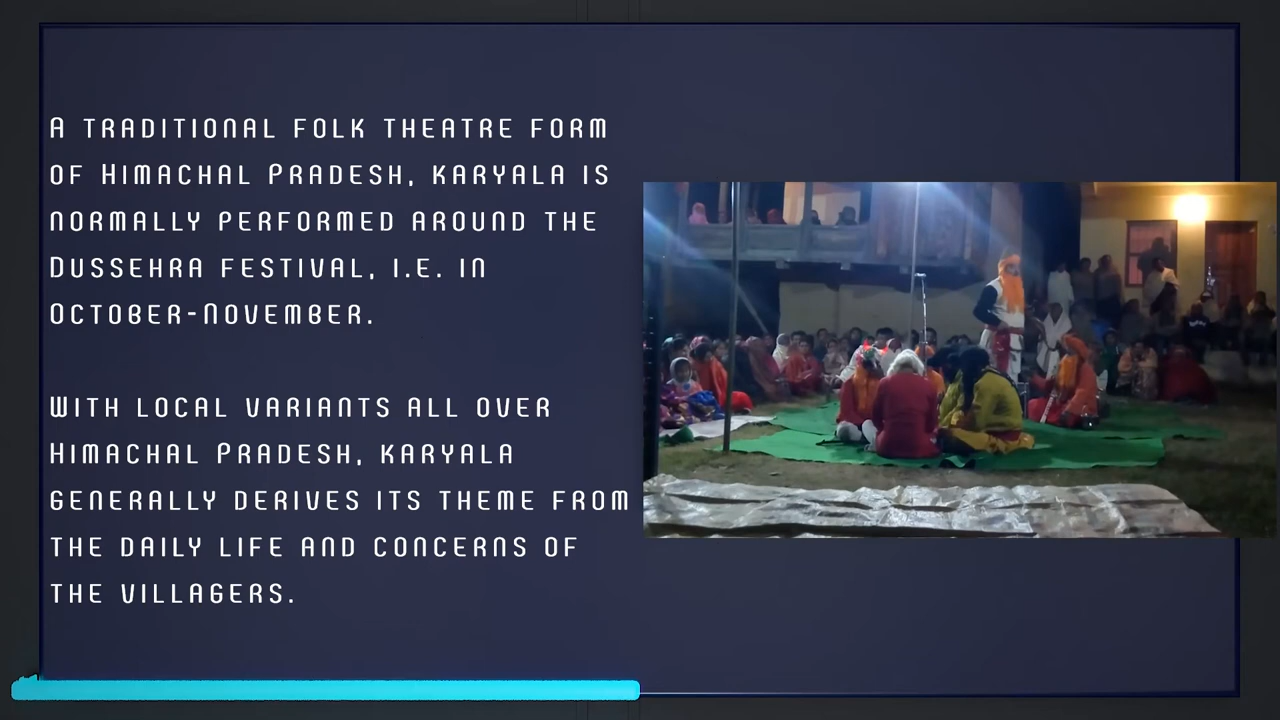 A TRADITIONAL FOLK THEATRE FORM
OF HIMACHAL PRADESH, KARYALA IS
NORMALLY PERFORMED AROUND THE
DUSSEHRA FESTIVAL, I.E. IN
OCTOBER-NOVEMBER.
WITH LOCAL VARIANTS ALL OVER
HIMACHAL PRADESH, KARYALA
GENERALLY DERIVES ITS THEME FROM
THE DAILY LIFE AND CONCERNS OF
THE VILLAGERS.